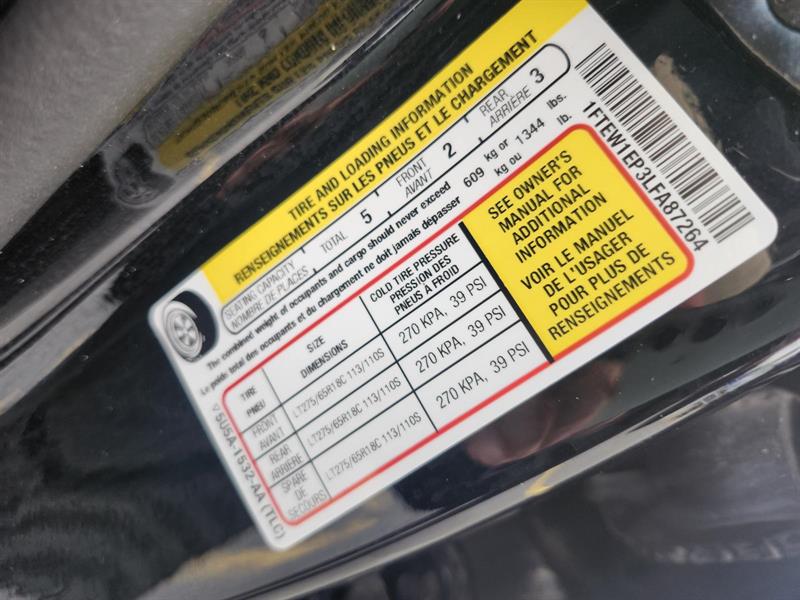 TIRE AND LOADING INFORMATION
RENSEIGNEMENTS SUR LES PNEUS ET LE CHARGEMENT
SEATING CAPACITY
NOMBRE DE PLACES
TOTAL 5
FRONT
AVANT 2
REAR
ARRIÈRE 3
The combined weight of occupants and cargo should never exceed 609 kg or 1344 lbs.
Le poids total des occupants et du chargement ne doit jamais dépasser kg ou lb.
TIRE
PNEU
SIZE
DIMENSIONS
COLD TIRE PRESSURE
PRESSION DES
PNEUS À FROID
FRONT
AVANT
LT275/65R18C 113/110S
270 KPA, 39 PSI
REAR
ARRIÈRE
LT275/65R18C 113/110S
270 KPA, 39 PSI
SPARE
DE
SECOURS
LT275/65R18C 113/110S
270 KPA, 39 PSI
SEE OWNER'S
MANUAL FOR
ADDITIONAL
INFORMATION
VOIR LE MANUEL
DE L'USAGER
POUR PLUS DE
RENSEIGNEMENTS
1FTEW1EP3LFA87264
5U5A-1532-AA (TLC)